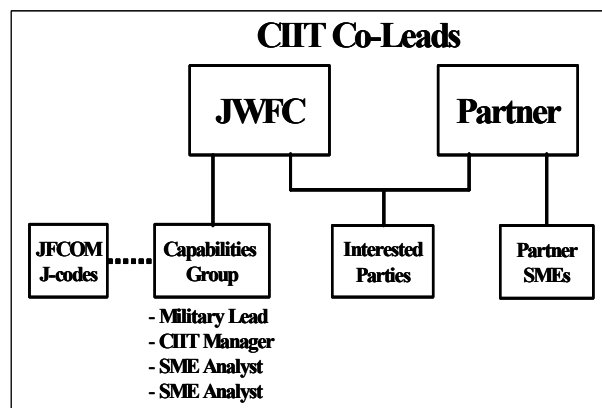 CIIT Co-Leads
JWFC
Partner
JFCOM
J-codes
Capabilities
Group
Interested
Parties
Partner
SMEs
- Military Lead
- CIIT Manager
- SME Analyst
- SME Analyst